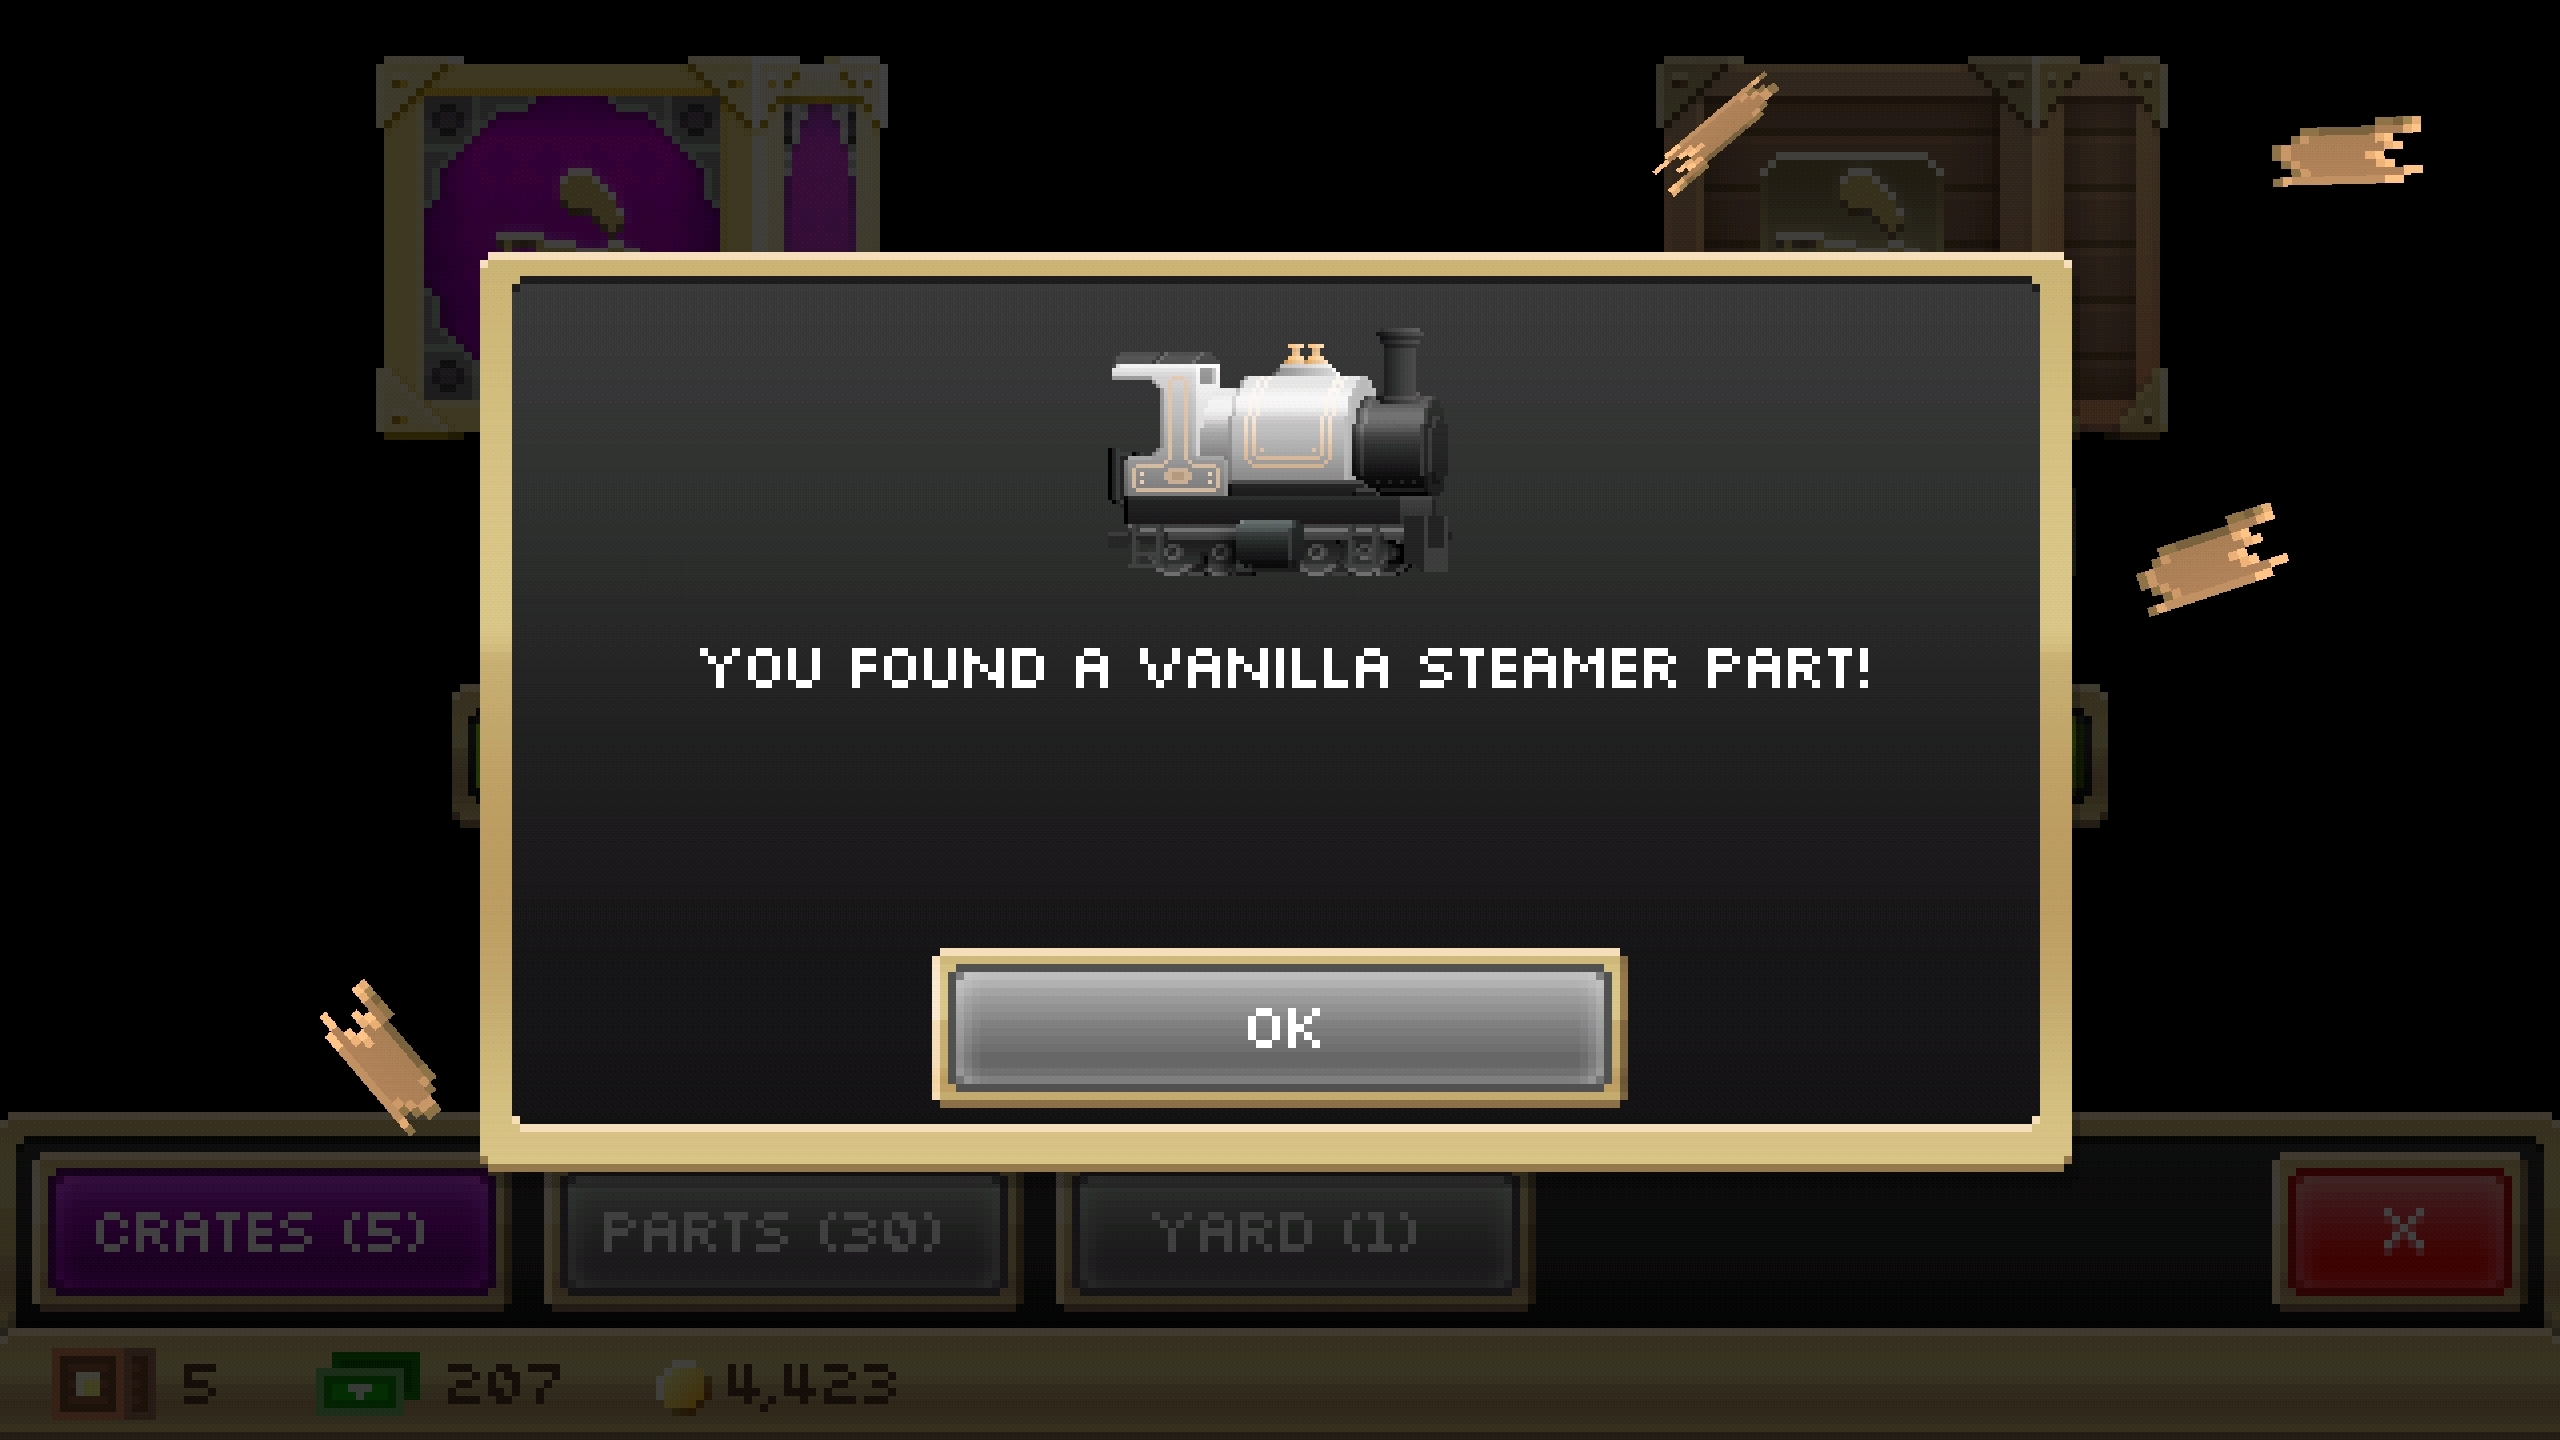 YOU FOUND A VANILLA STEAMER PART!
OK
CRATES (5)
PARTS (30)
YARD (1)
X
5
207
4,423